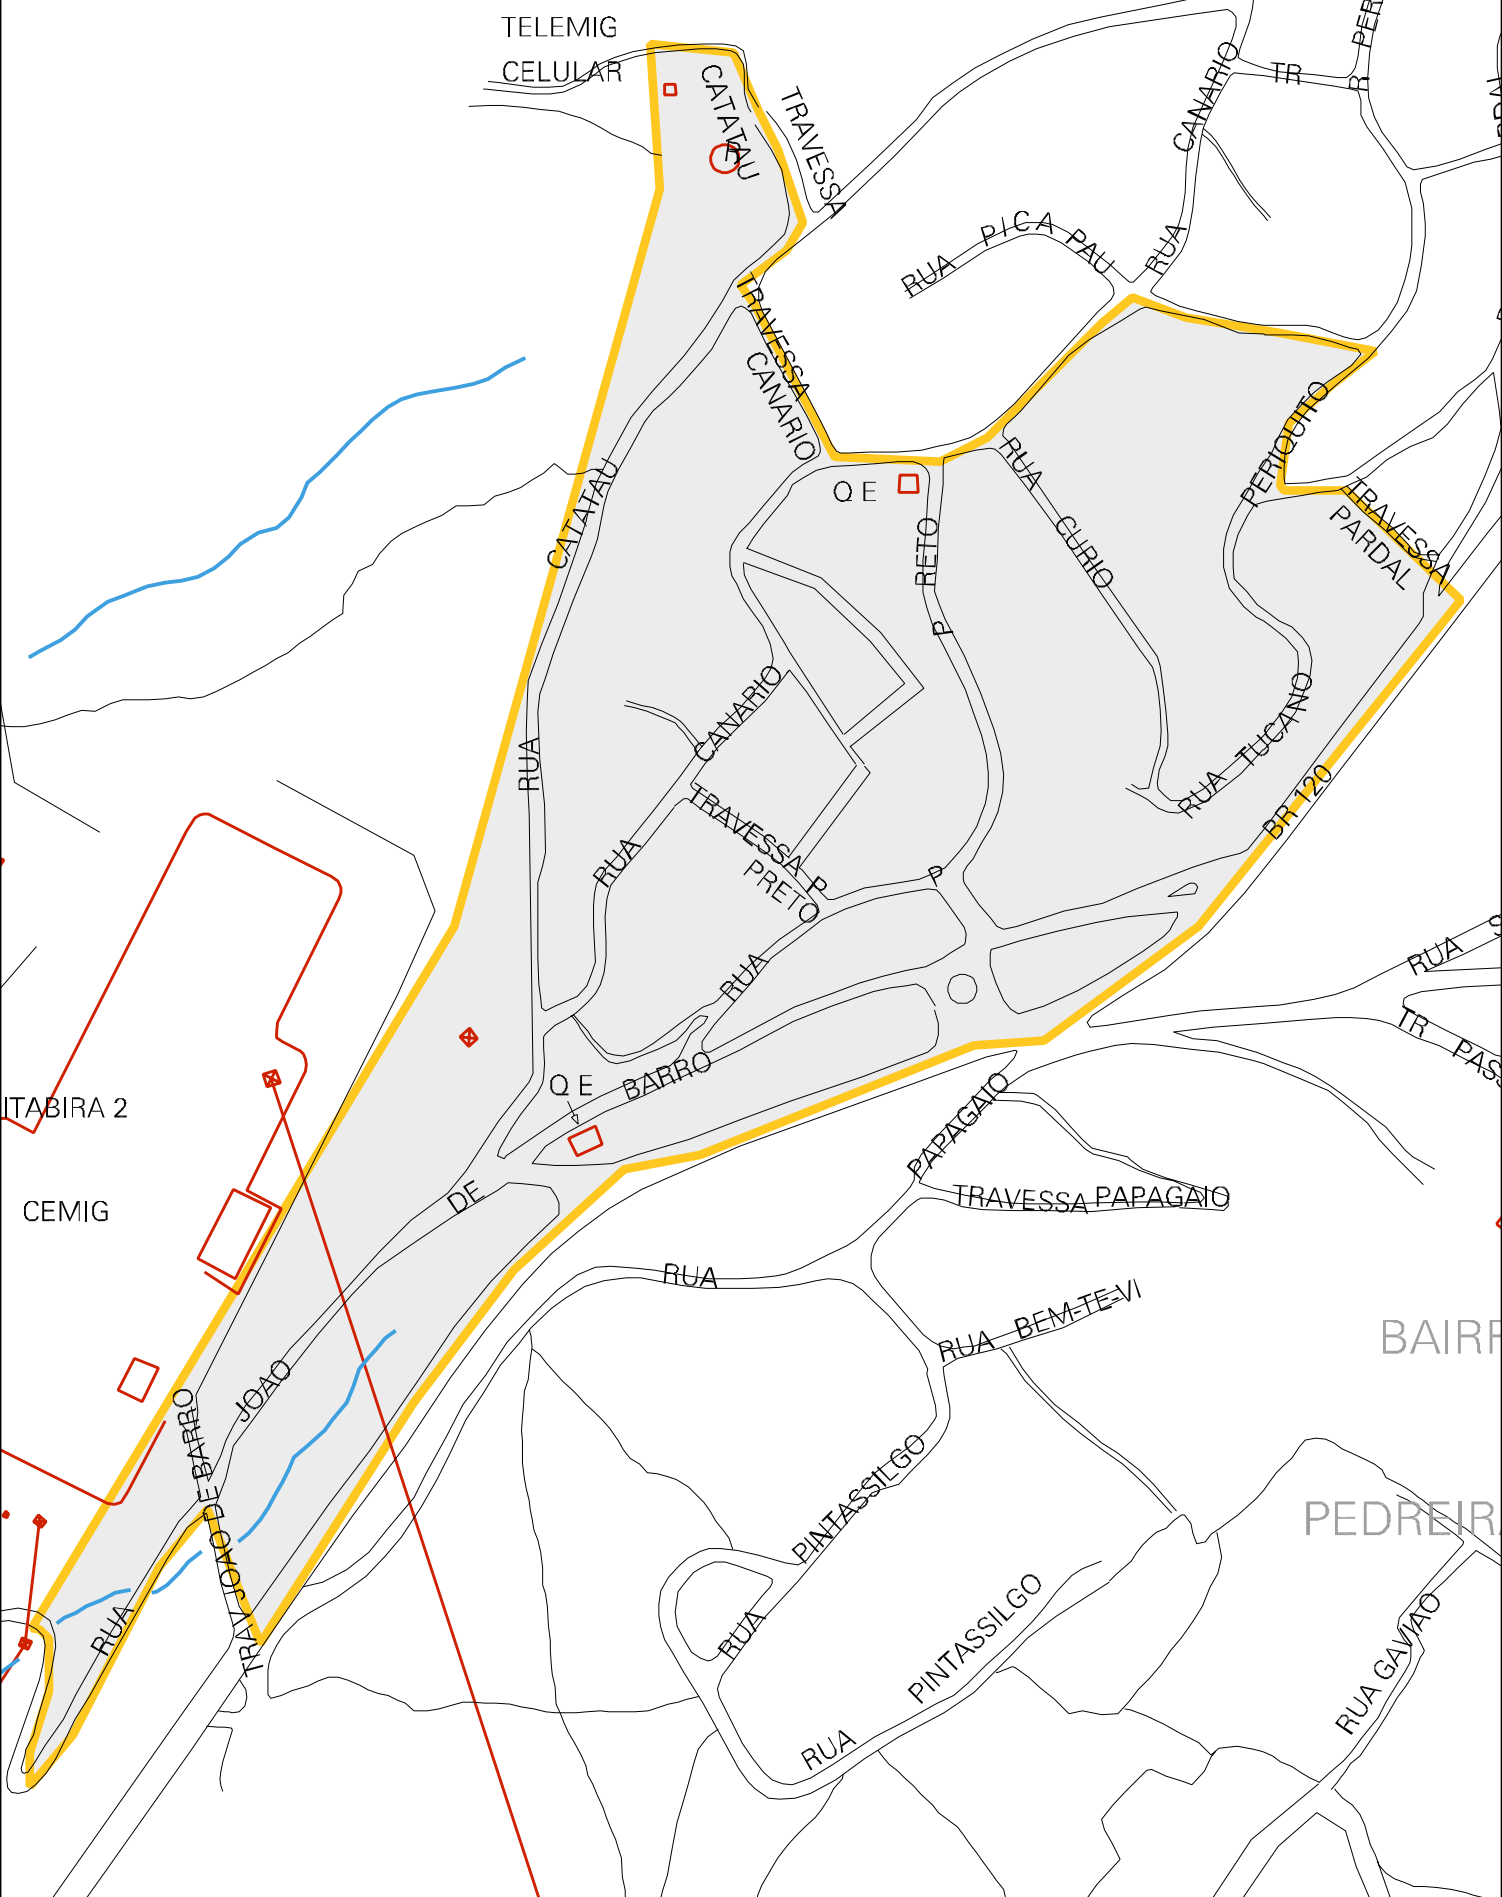 TELEMIG
CELULAR
CATATAU
R
TRAVESSA
CANARIO
RUA
TR
R
PER
RUA PICA PAU
TRAVESSA
CANARIO
PERIQUITO
TRAVESSA
PARDAL
CATATAU
RUA
Q E
RETO
P
RUA
CURIO
RUA TUCANO
BR 120
CANARIO
RUA
TRAVESSA P
PRETO
P
RUA
Q E
BARRO
DE
JOAO
RUA
RUA
TR PASS
PAPAGAIO
TRAVESSA PAPAGAIO
RUA
RUA BEM-TE-VI
ITABIRA 2
CEMIG
TRAV JOAO DE BARRO
BAIRR
PEDREIRA
PINTASSILGO
RUA
PINTASSILGO
RUA
RUA GAVIAO